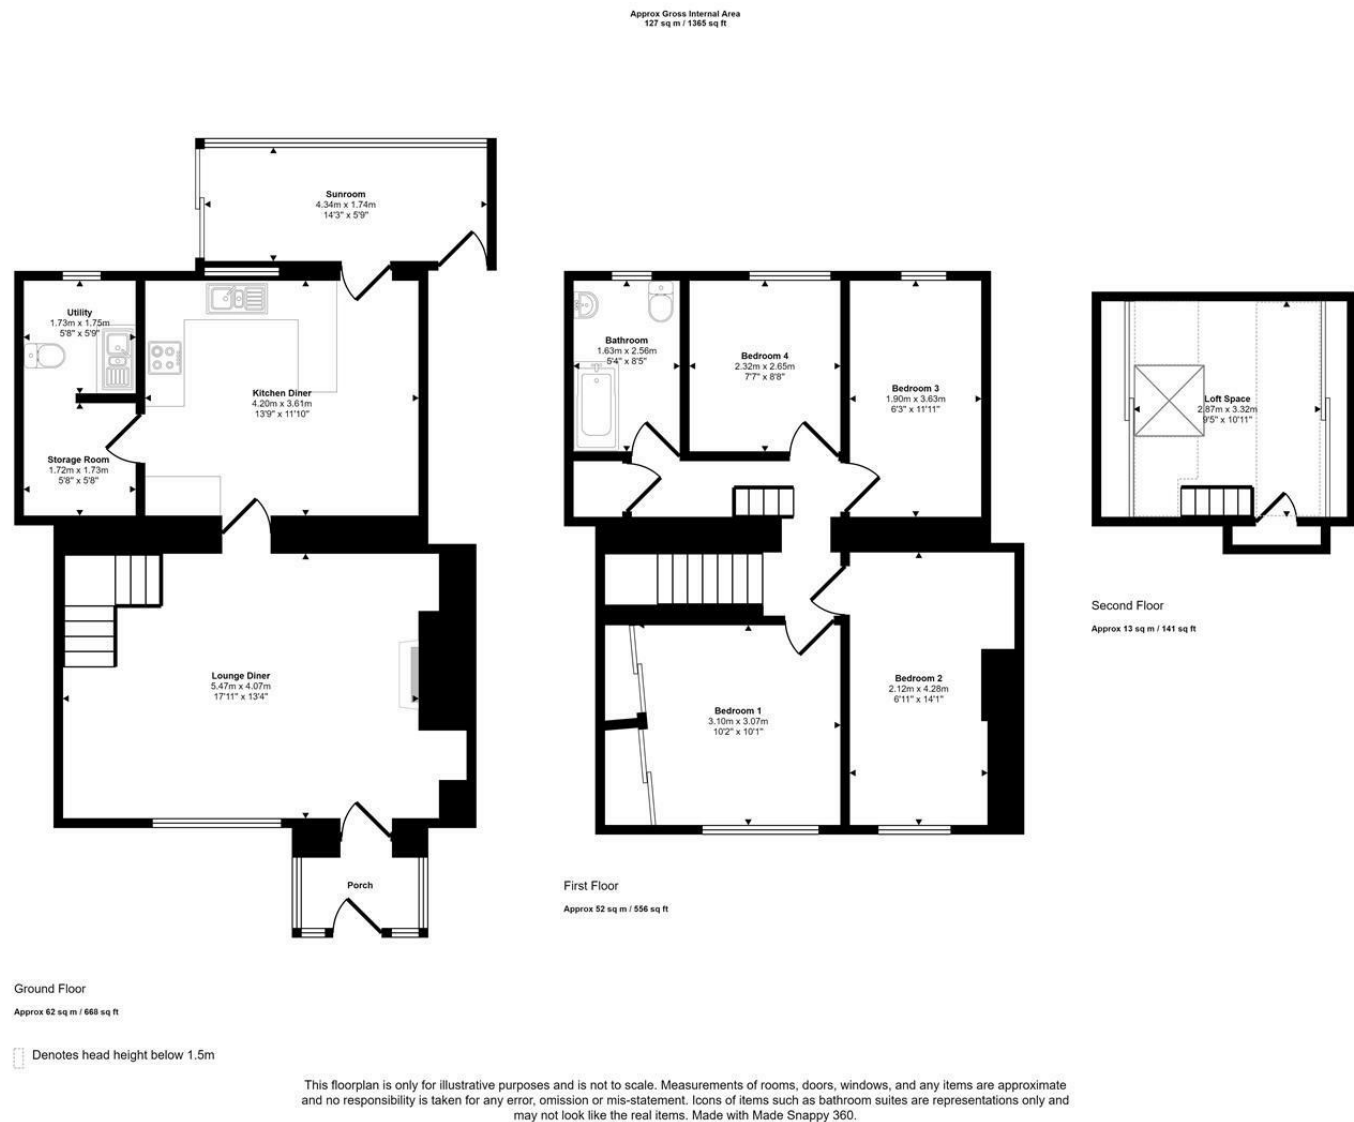 Approx Gross Internal Area
127 sq m / 1365 sq ft
Sunroom
4.34m x 1.74m
14'3" x 5'9"
Utility
1.73m x 1.75m
5'8" x 5'9"
Kitchen Diner
4.20m x 3.61m
13'9" x 11'10"
Storage Room
1.72m x 1.73m
5'8" x 5'8"
Lounge Diner
5.47m x 4.07m
17'11" x 13'4"
Porch
Ground Floor
Approx 62 sq m / 668 sq ft
Bathroom
1.63m x 2.56m
5'4" x 8'5"
Bedroom 4
2.32m x 2.65m
7'7" x 8'8"
Bedroom 3
1.90m x 3.63m
6'3" x 11'11"
Bedroom 1
3.10m x 3.07m
10'2" x 10'1"
Bedroom 2
2.12m x 4.28m
6'11" x 14'1"
First Floor
Approx 52 sq m / 556 sq ft
Loft Space
2.87m x 3.32m
9'5" x 10'11"
Second Floor
Approx 13 sq m / 141 sq ft
Denotes head height below 1.5m
This floorplan is only for illustrative purposes and is not to scale. Measurements of rooms, doors, windows, and any items are approximate
and no responsibility is taken for any error, omission or mis-statement. Icons of items such as bathroom suites are representations only and
may not look like the real items. Made with Made Snappy 360.